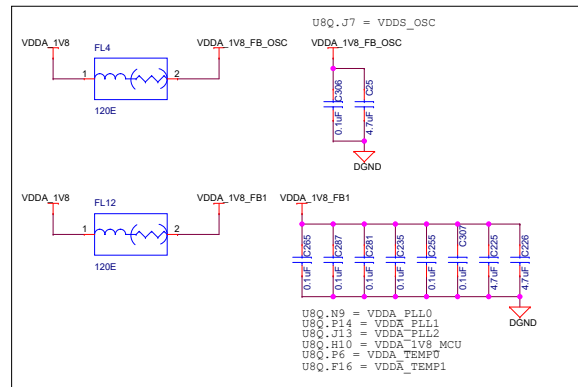 U8Q.J7 = VDDS_OSC
VDDA_1V8
FL4
VDDA_1V8_FB_OSC
VDDA_1V8_FB_OSC
1
2
120E
C306
0.1uF
C25
4.7uF
DGND
VDDA_1V8
FL12
VDDA_1V8_FB1
VDDA_1V8_FB1
1
2
120E
C265
0.1uF
C287
0.1uF
C281
0.1uF
C235
0.1uF
C255
0.1uF
C307
0.1uF
C225
4.7uF
C226
4.7uF
DGND
U8Q.N9 = VDDA_PLL0
U8Q.P14 = VDDA_PLL1
U8Q.J13 = VDDA_PLL2
U8Q.H10 = VDDA_1V8_MCU
U8Q.P6 = VDDA_TEMP0
U8Q.F16 = VDDA_TEMP1